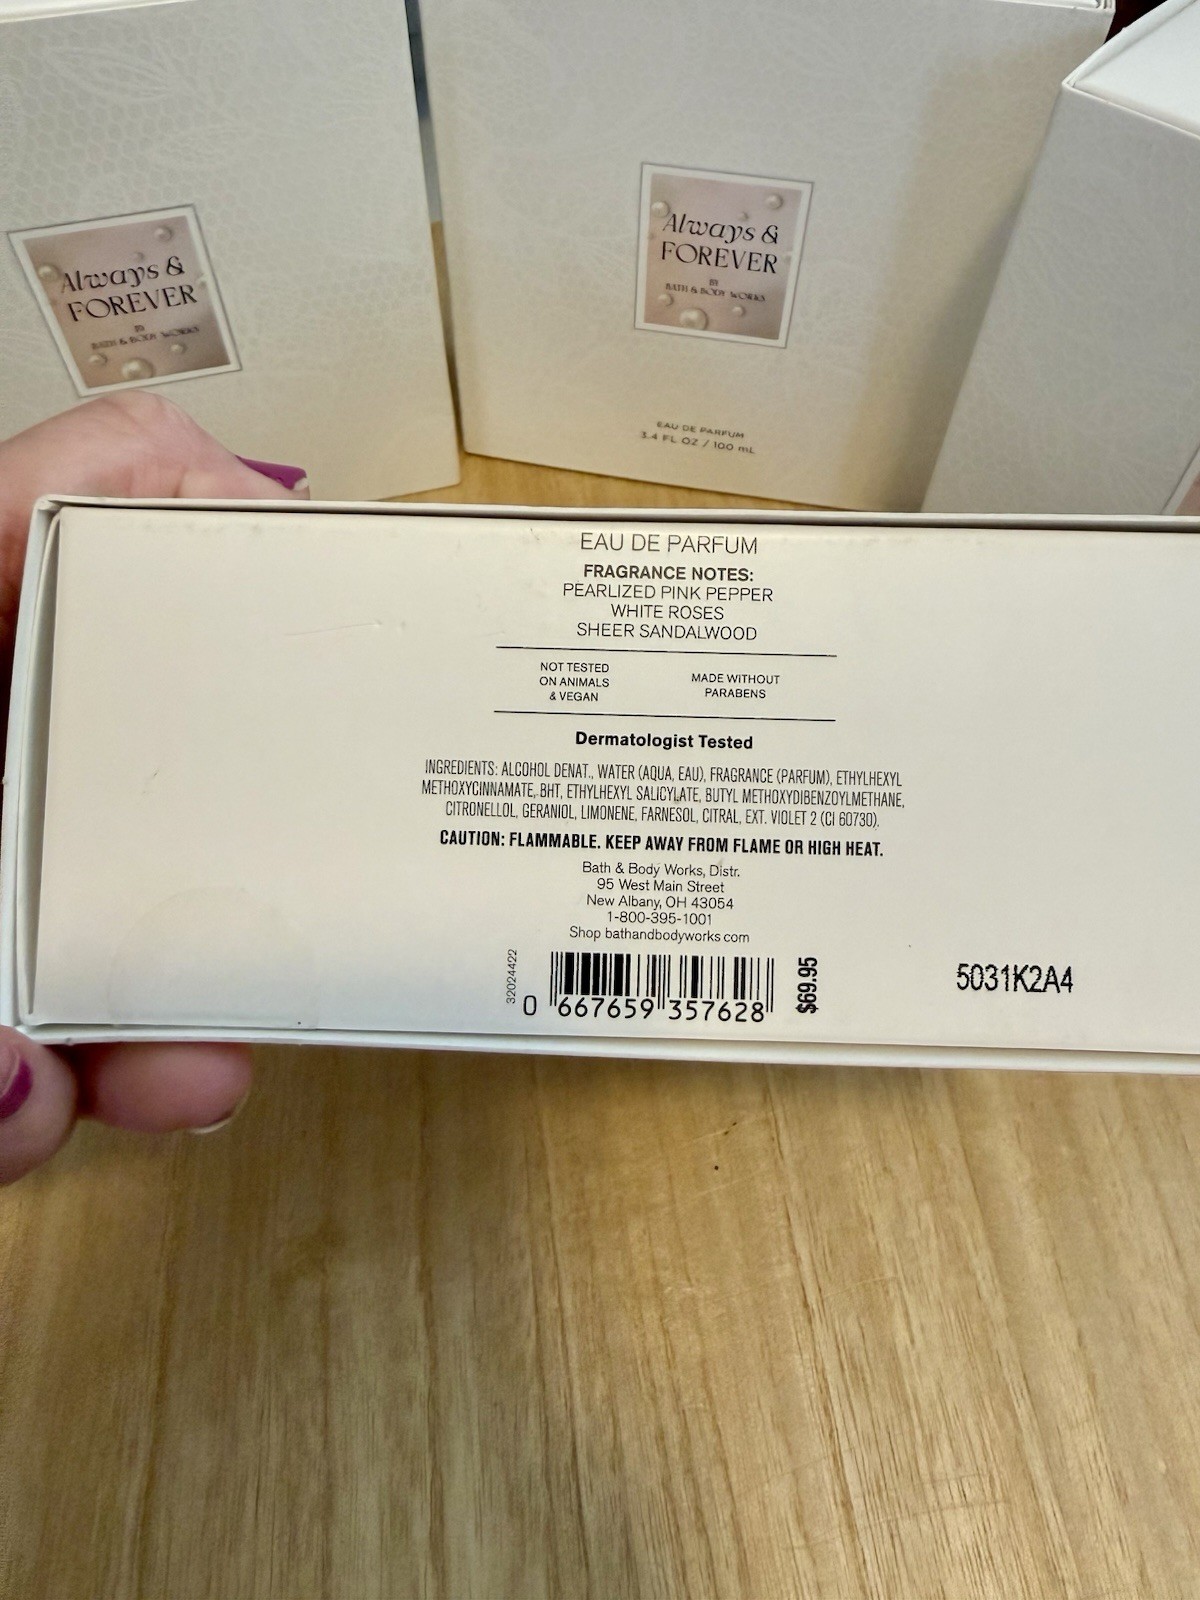 Always &
FOREVER
BY
BATH & BODY WORKS
Always &
FOREVER
BY
BATH & BODY WORKS
EAU DE PARFUM
3.4 FL OZ / 100 mL
EAU DE PARFUM
FRAGRANCE NOTES:
PEARLIZED PINK PEPPER
WHITE ROSES
SHEER SANDALWOOD
NOT TESTED
ON ANIMALS
& VEGAN
MADE WITHOUT
PARABENS
Dermatologist Tested
INGREDIENTS: ALCOHOL DENAT., WATER (AQUA, EAU), FRAGRANCE (PARFUM), ETHYLHEXYL
METHOXYCINNAMATE, BHT, ETHYLHEXYL SALICYLATE, BUTYL METHOXYDIBENZOYLMETHANE,
CITRONELLOL, GERANIOL, LIMONENE, FARNESOL, CITRAL, EXT. VIOLET 2 (CI 60730).
CAUTION: FLAMMABLE. KEEP AWAY FROM FLAME OR HIGH HEAT.
Bath & Body Works, Distr.
95 West Main Street
New Albany, OH 43054
1-800-395-1001
Shop bathandbodyworks.com
32024422
0 667659 357628
$69.95
5031K2A4